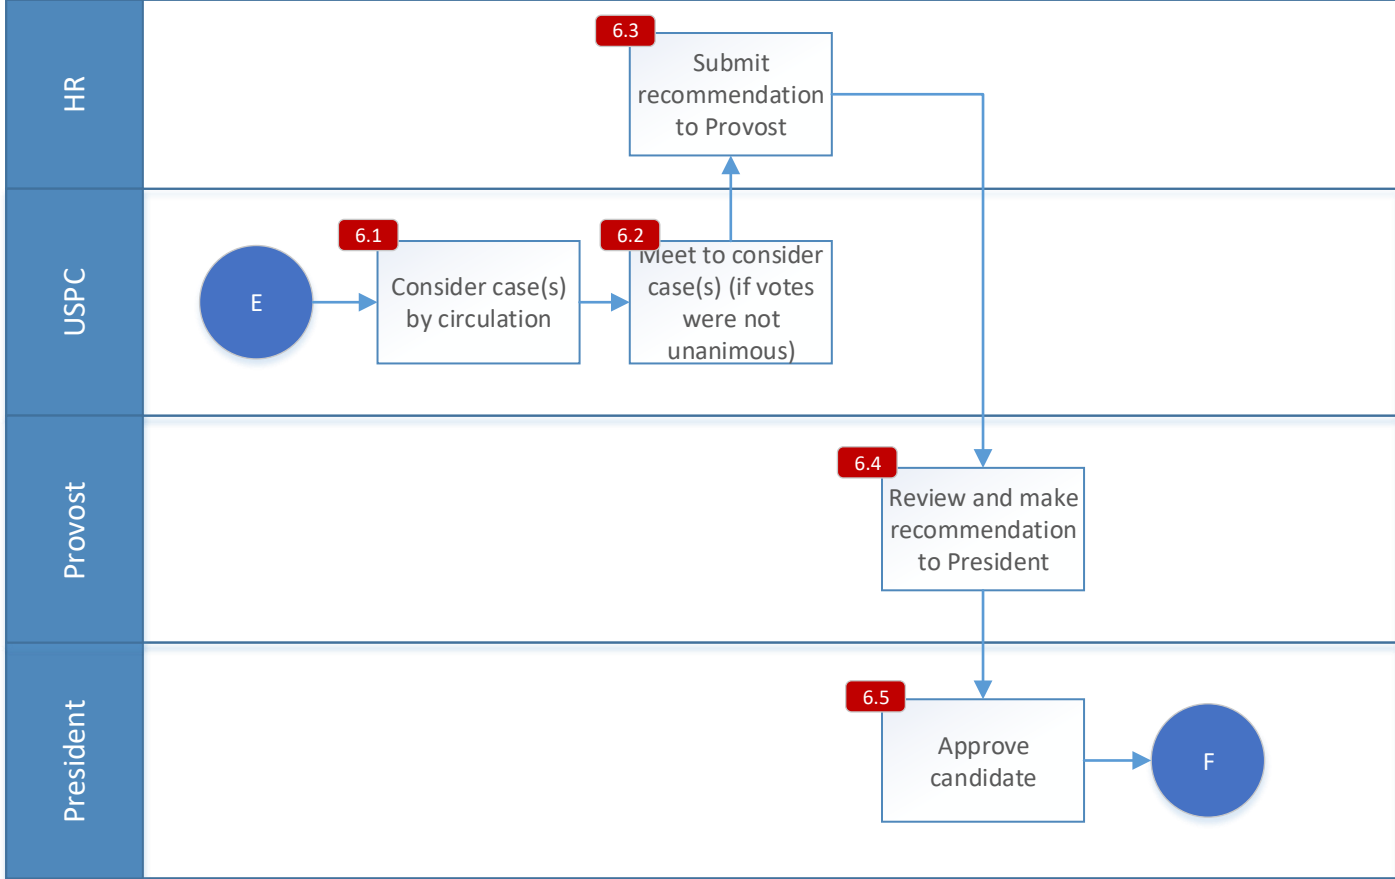 HR
6.3
Submit
recommendation
to Provost
USPC
E
6.1
Consider case(s)
by circulation
6.2
Meet to consider
case(s) (if votes
were not
unanimous)
Provost
6.4
Review and make
recommendation
to President
President
6.5
Approve
candidate
F